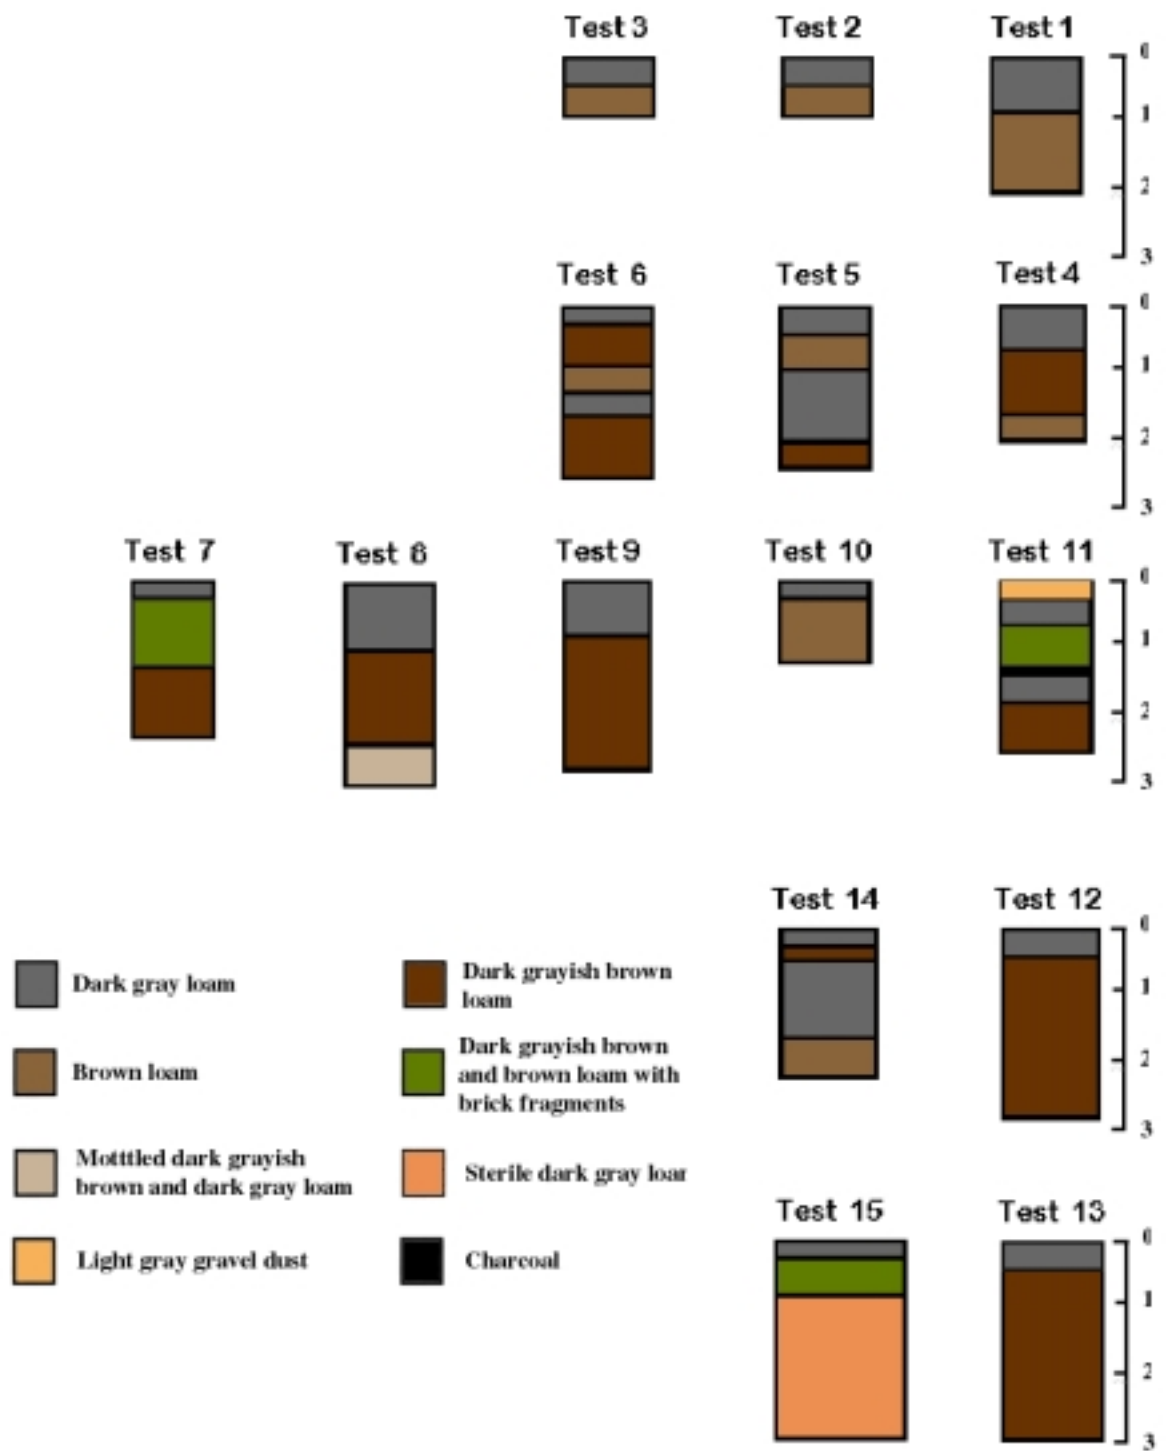 Test 3 Test 2 Test 1
0
1
2
3
Test 6 Test 5 Test 4
0
1
2
3
Test 7 Test 8 Test 9 Test 10 Test 11
0
1
2
3
Test 14 Test 12
0
1
2
3
Dark gray loam
Dark grayish brown
loam
Brown loam
Dark grayish brown
and brown loam with
brick fragments
Motttled dark grayish
brown and dark gray loam
Sterile dark gray loar
Light gray gravel dust
Charcoal
Test 15 Test 13
0
1
2
3